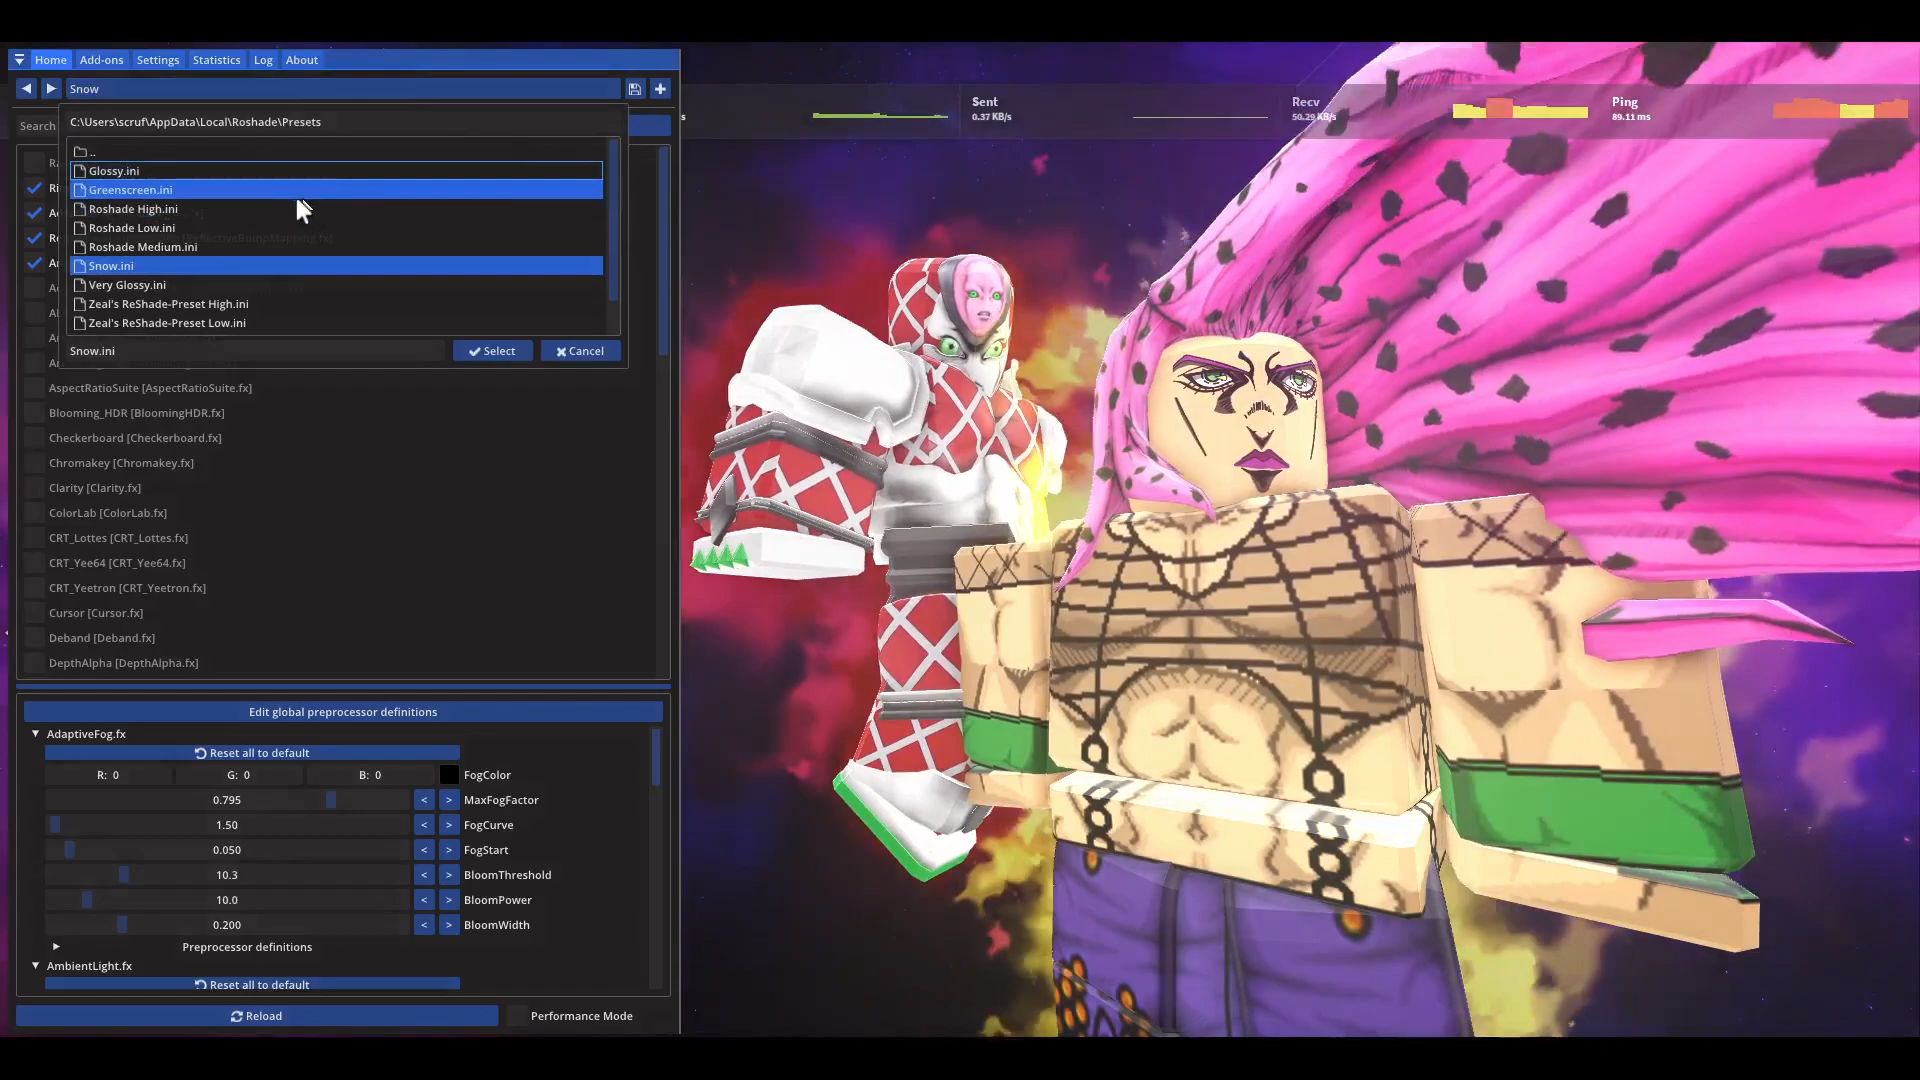 Home Add-ons Settings Statistics Log About
Snow
s Sent Recv Ping
0.37 KB/s 50.29 KB/s 89.11 ms
Search
C:\Users\scruf\AppData\Local\Roshade\Presets
..
Glossy.ini
Greenscreen.ini
Roshade High.ini
Roshade Low.ini
Roshade Medium.ini
Snow.ini
Very Glossy.ini
Zeal's ReShade-Preset High.ini
Zeal's ReShade-Preset Low.ini
Snow.ini Select Cancel
AspectRatioSuite [AspectRatioSuite.fx]
Blooming_HDR [BloomingHDR.fx]
Checkerboard [Checkerboard.fx]
Chromakey [Chromakey.fx]
Clarity [Clarity.fx]
ColorLab [ColorLab.fx]
CRT_Lottes [CRT_Lottes.fx]
CRT_Yee64 [CRT_Yee64.fx]
CRT_Yeetron [CRT_Yeetron.fx]
Cursor [Cursor.fx]
Deband [Deband.fx]
DepthAlpha [DepthAlpha.fx]
Edit global preprocessor definitions
AdaptiveFog.fx
Reset all to default
R: 0 G: 0 B: 0 FogColor
0.795 < > MaxFogFactor
1.50 < > FogCurve
0.050 < > FogStart
10.3 < > BloomThreshold
10.0 < > BloomPower
0.200 < > BloomWidth
Preprocessor definitions
AmbientLight.fx
Reset all to default
Reload Performance Mode